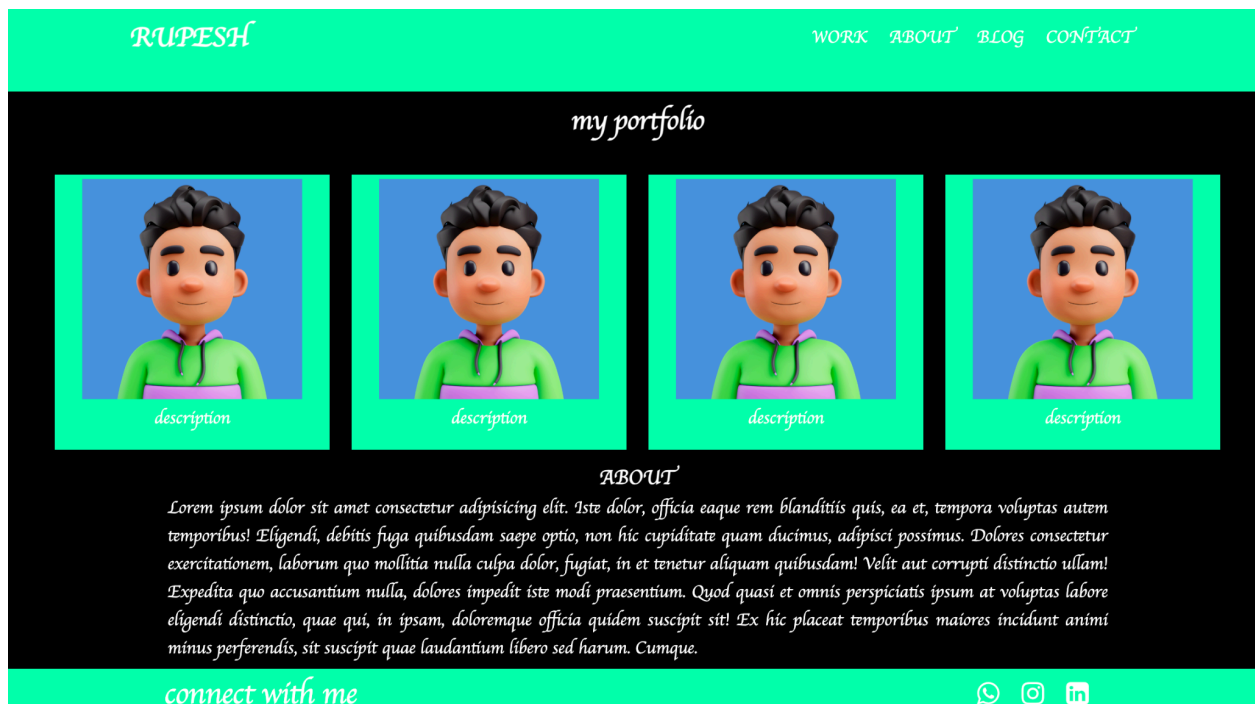 RUPESH
WORK ABOUT BLOG CONTACT
my portfolio
description
description
description
description
ABOUT
Lorem ipsum dolor sit amet consectetur adipisicing elit. Iste dolor, officia eaque rem blanditiis quis, ea et, tempora voluptas autem
temporibus! Eligendi, debitis fuga quibusdam saepe optio, non hic cupiditate quam ducimus, adipisci possimus. Dolores consectetur
exercitationem, laborum quo mollitia nulla culpa dolor, fugiat, in et tenetur aliquam quibusdam! Velit aut corrupti distinctio ullam!
Expedita quo accusantium nulla, dolores impedit iste modi praesentium. Quod quasi et omnis perspiciatis ipsum at voluptas labore
eligendi distinctio, quae qui, in ipsam, doloremque officia quidem suscipit sit! Ex hic placeat temporibus maiores incidunt animi
minus perferendis, sit suscipit quae laudantium libero sed harum. Cumque.
connect with me